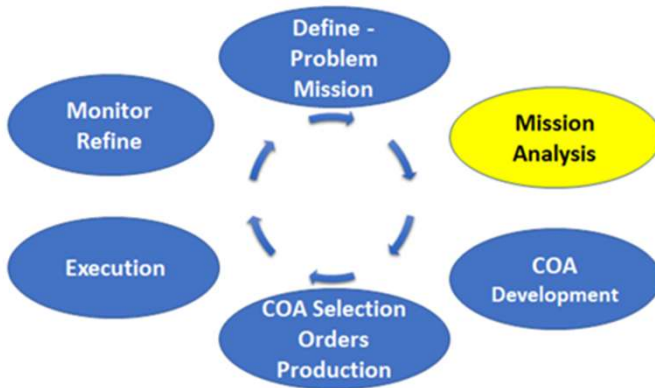 Define -
Problem
Mission
Mission
Analysis
COA
Development
COA Selection
Orders
Production
Execution
Monitor
Refine